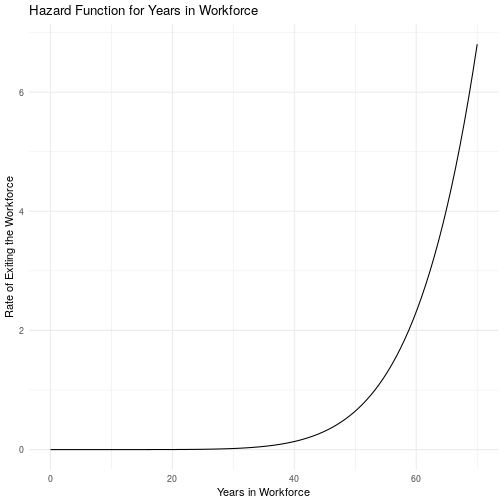 Hazard Function for Years in Workforce
6
4
2
0
Rate of Exiting the Workforce
0 20 40 60
Years in Workforce